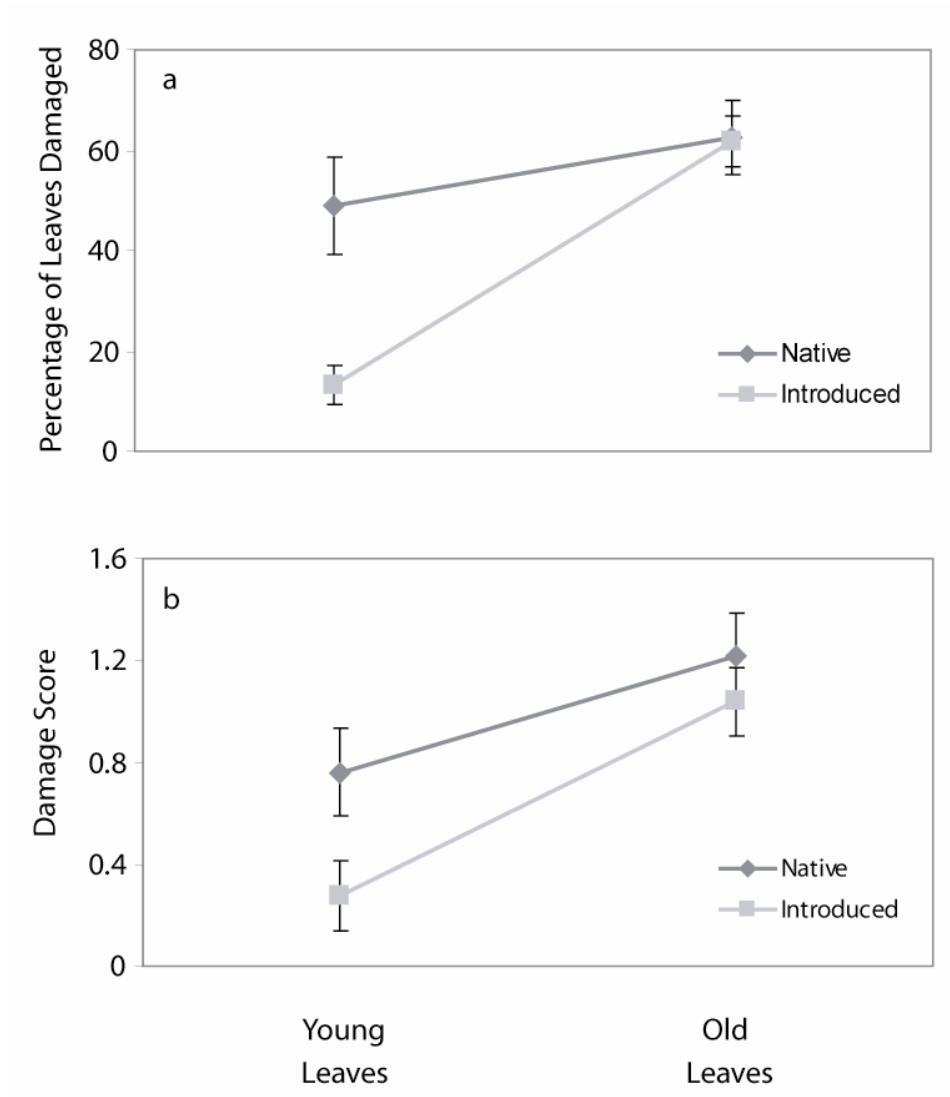 Percentage of Leaves Damaged
80
60
40
20
0
a
Native
Introduced
Damage Score
1.6
1.2
0.8
0.4
0
b
Native
Introduced
Young
Leaves
Old
Leaves